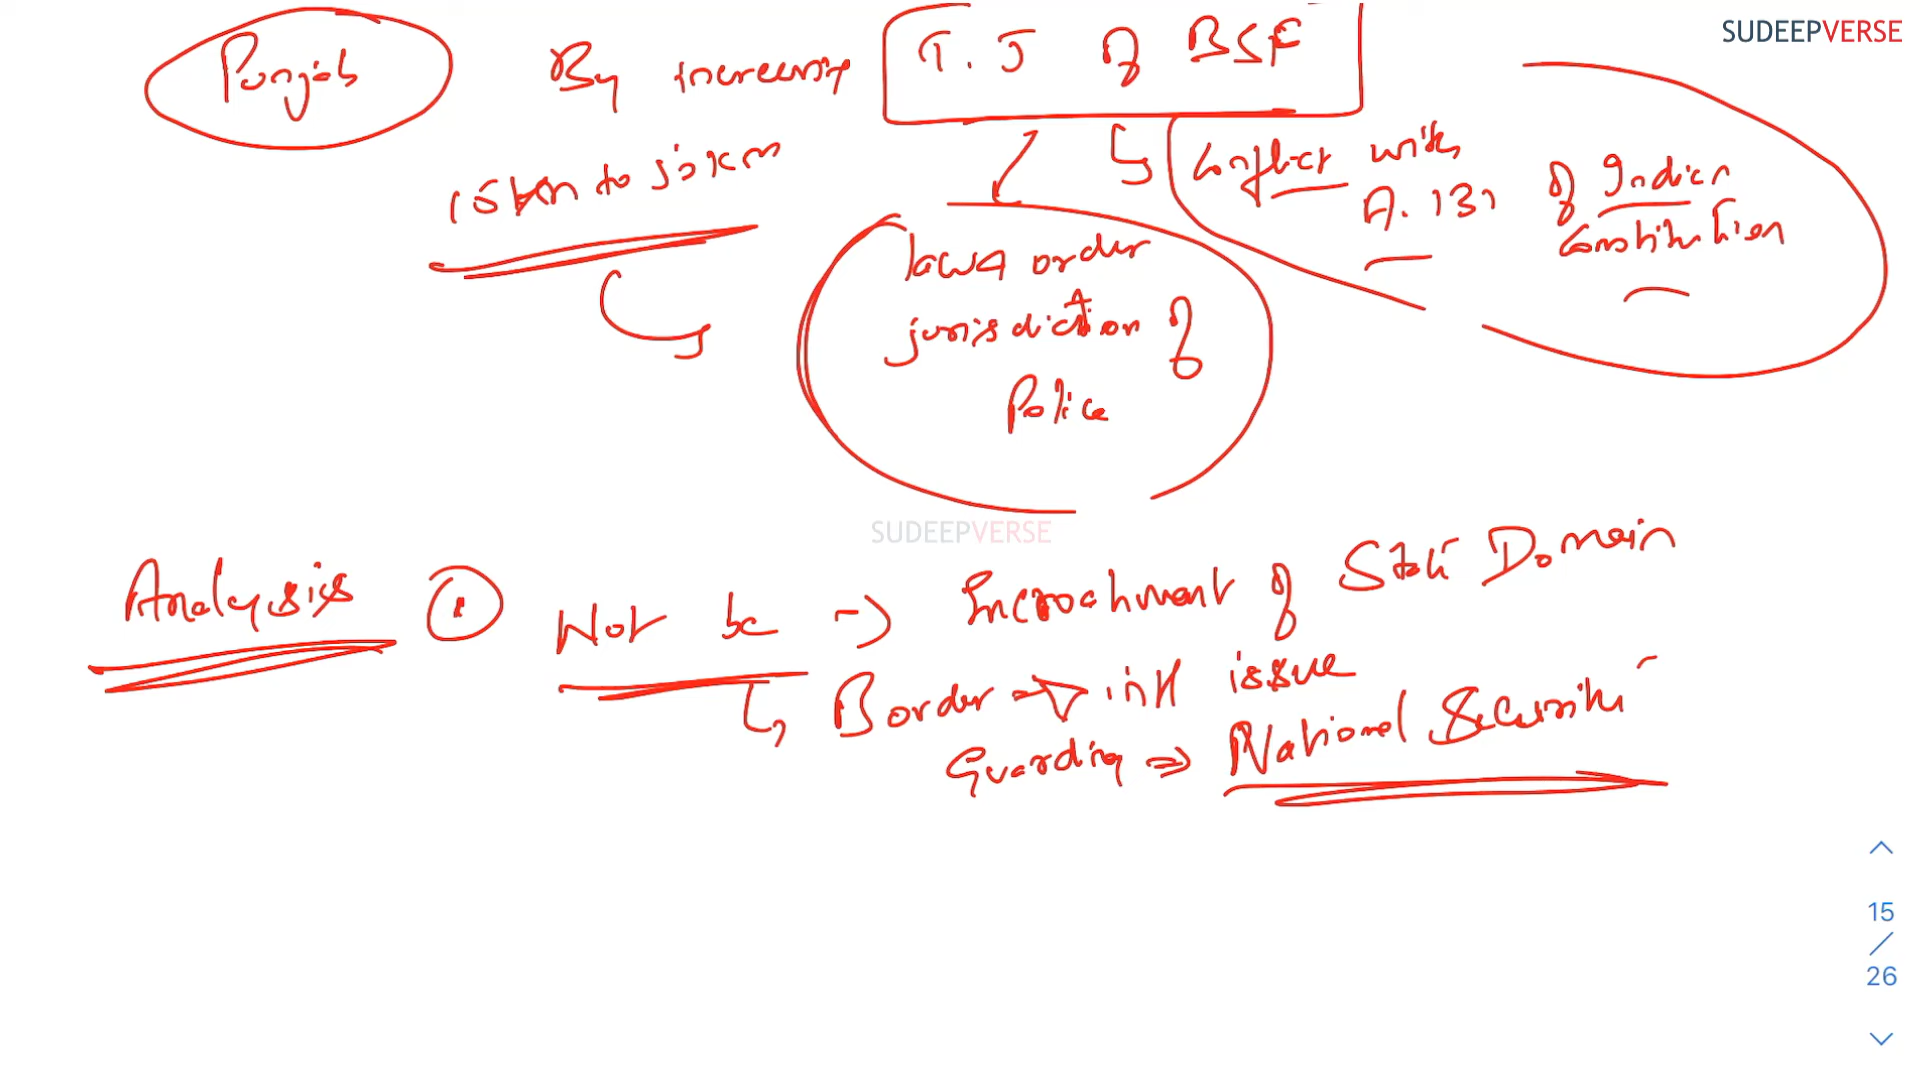 SUDEEPVERSE
Punjab By increasing T.J of BSF
15km to 50km
Conflict with A. 131 of Indian Constitution
law & order
jurisdiction of
Police
SUDEEPVERSE
Analysis 1 Not be → Encroachment of State Domain
Border → int issue
Guarding ⇒ National Security
15
/
26